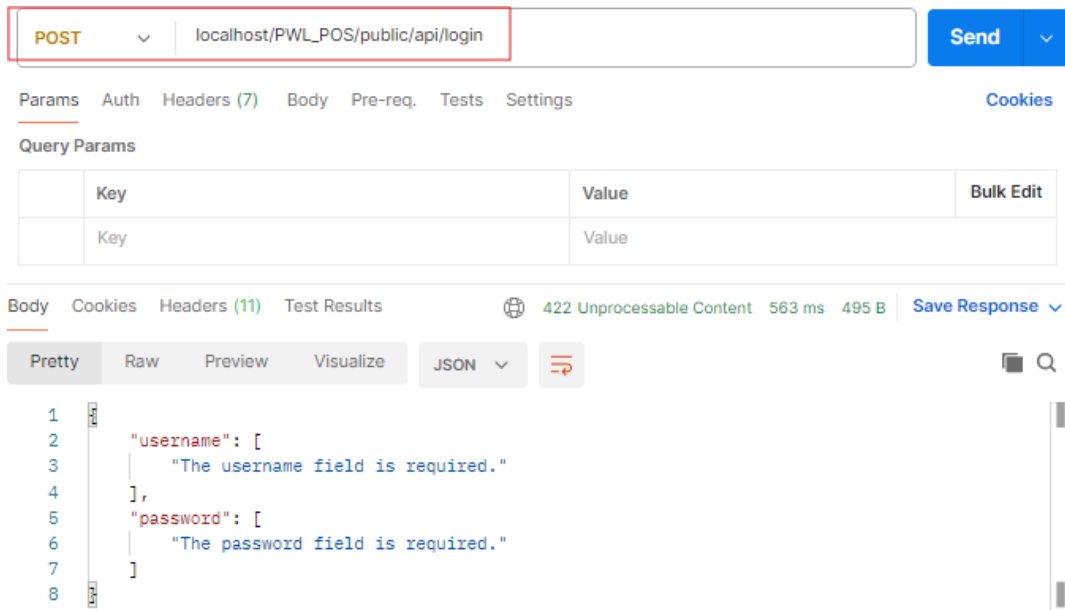 POST localhost/PWL_POS/public/api/login Send
Params Auth Headers (7) Body Pre-req. Tests Settings Cookies
Query Params
Key Value Bulk Edit
Key Value
Body Cookies Headers (11) Test Results 422 Unprocessable Content 563 ms 495 B Save Response
Pretty Raw Preview Visualize JSON
1 {
2 "username": [
3 "The username field is required."
4 ],
5 "password": [
6 "The password field is required."
7 ]
8 }